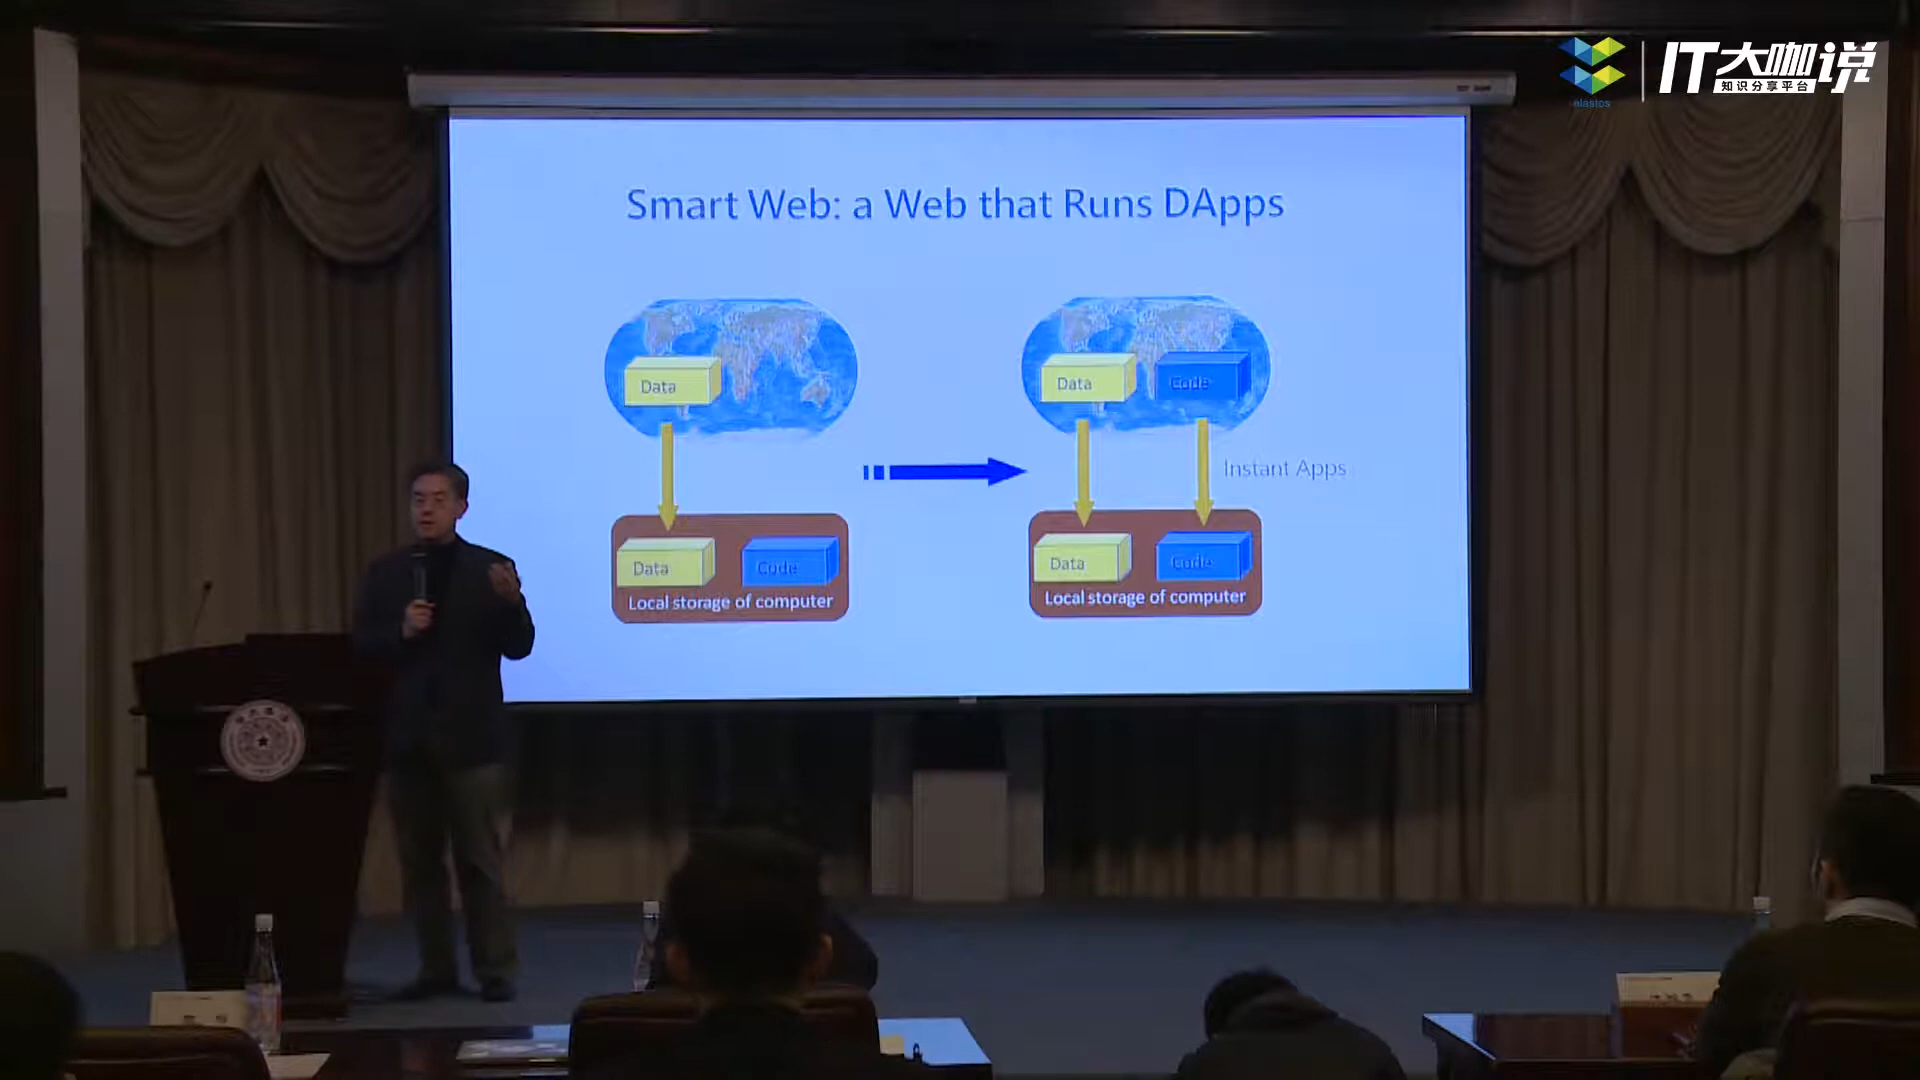 elastos
IT大咖说
知识分享平台
Smart Web: a Web that Runs DApps
Data
Data
Code
Instant Apps
Data
Code
Local storage of computer
Data
Code
Local storage of computer